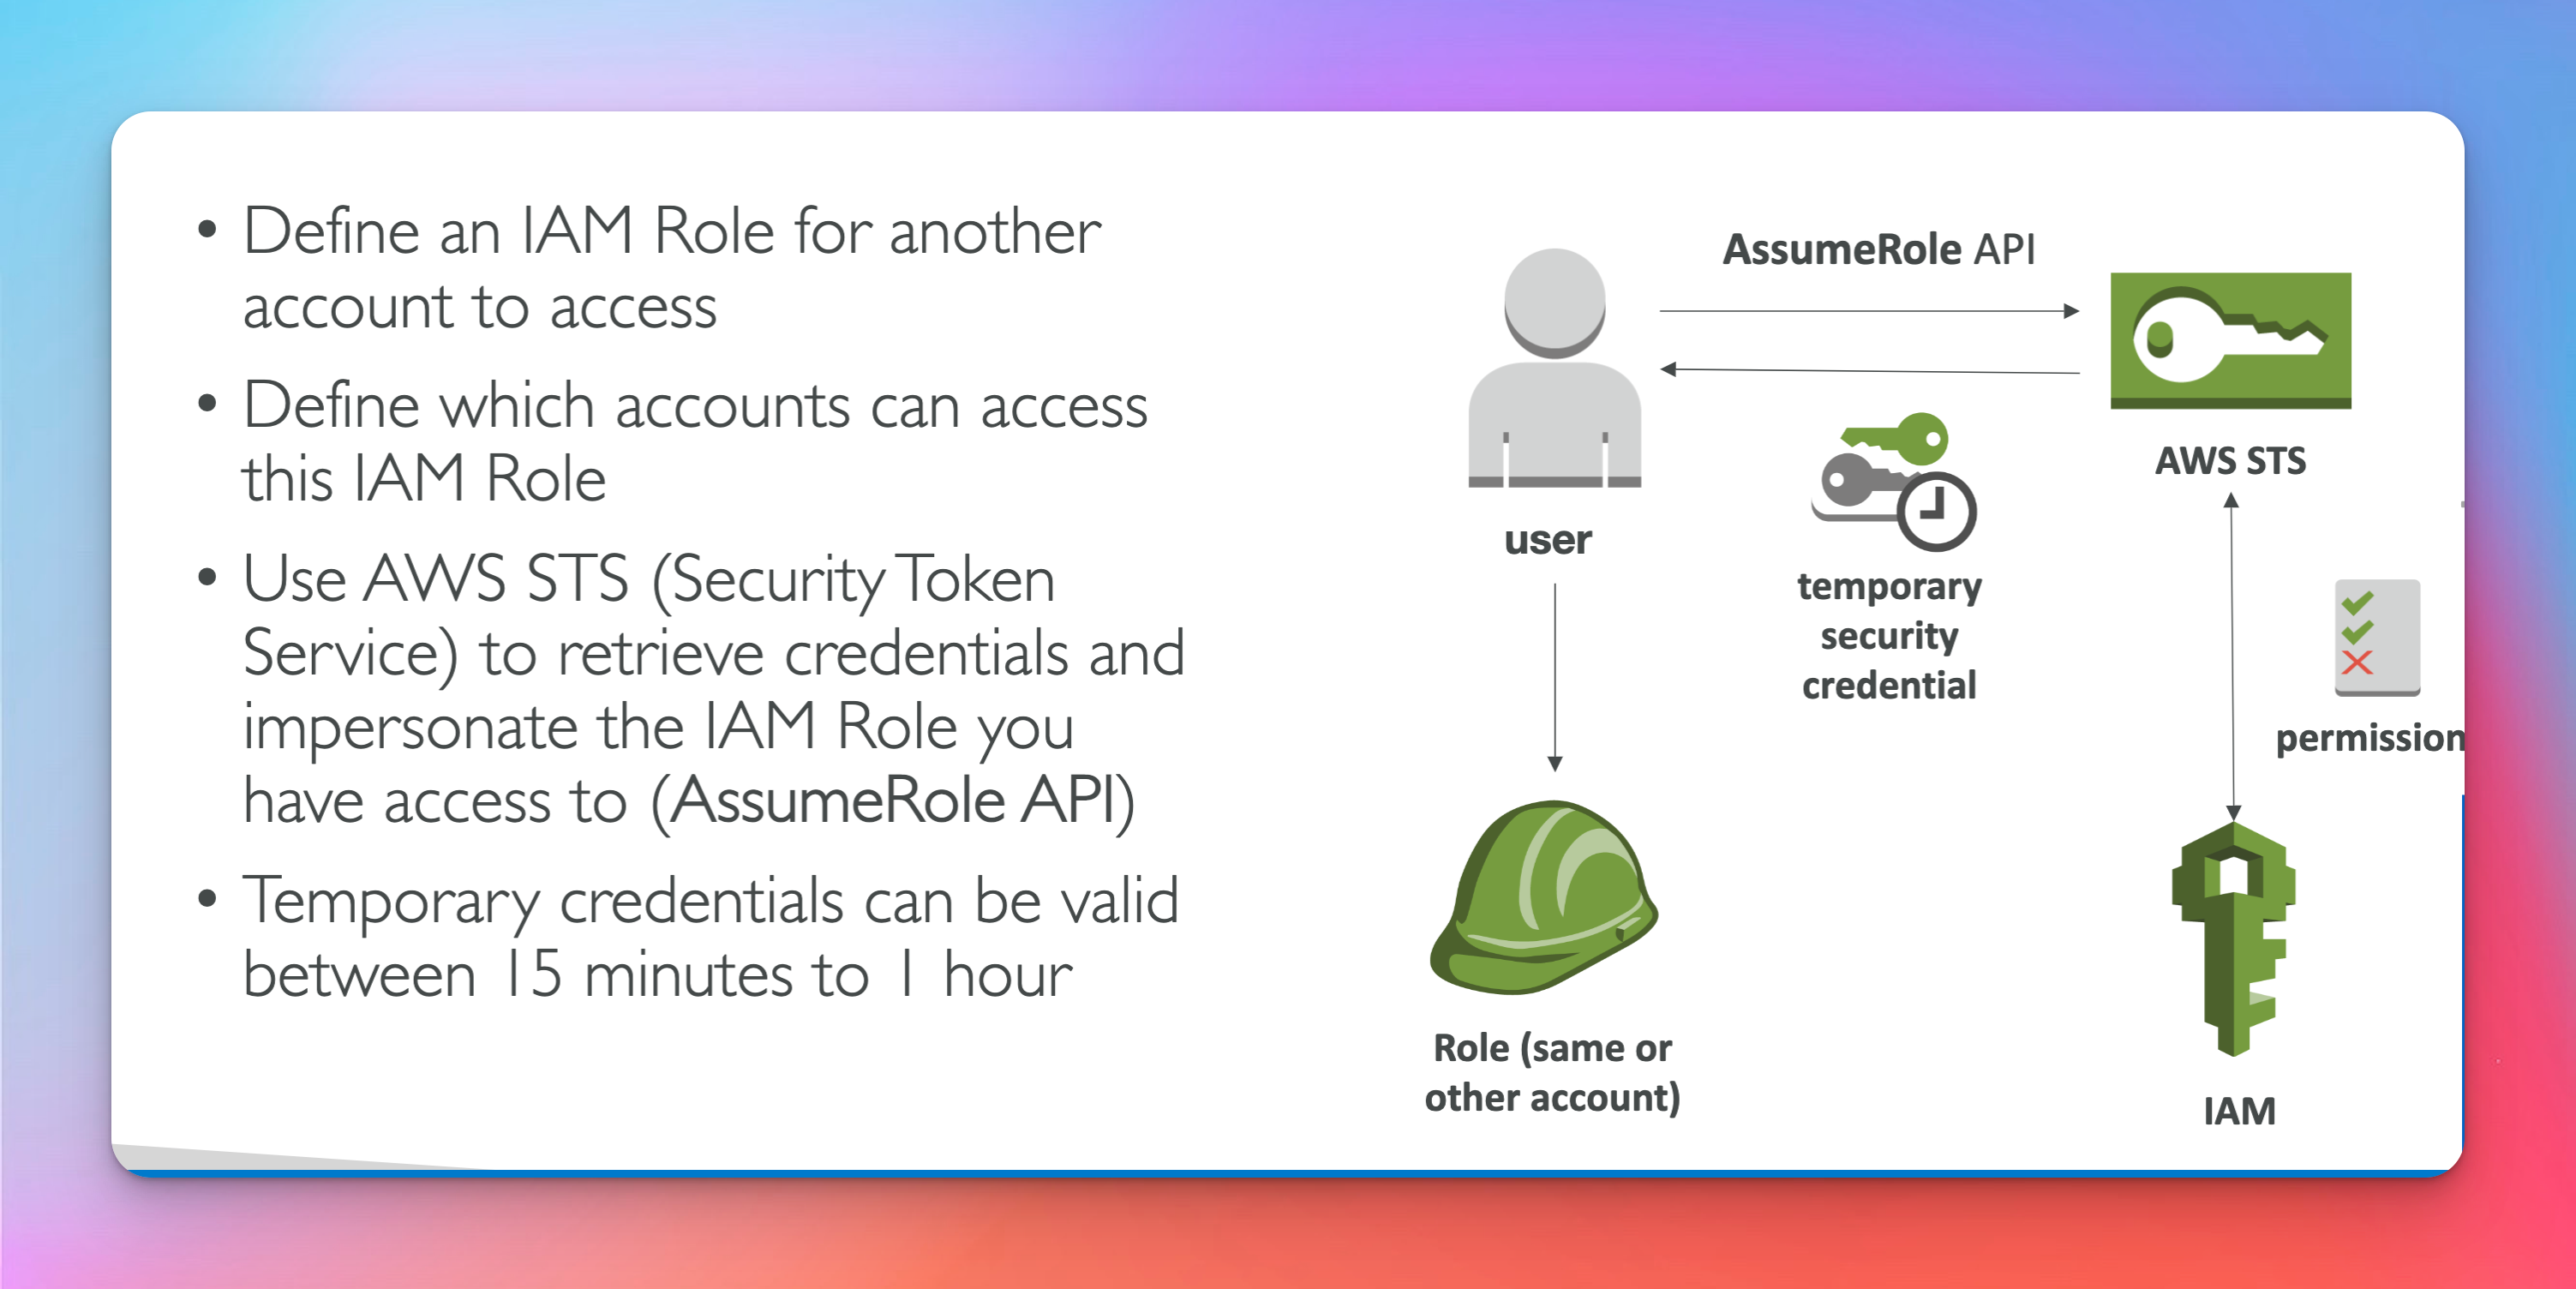 • Define an IAM Role for another
account to access
• Define which accounts can access
this IAM Role
• Use AWS STS (Security Token
Service) to retrieve credentials and
impersonate the IAM Role you
have access to (AssumeRole API)
• Temporary credentials can be valid
between 15 minutes to 1 hour
AssumeRole API
user
AWS STS
temporary
security
credential
permission
Role (same or
other account)
IAM